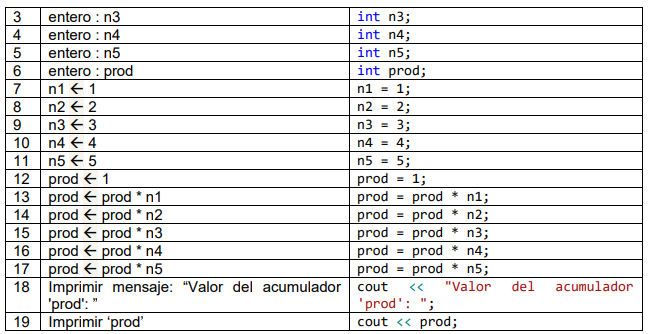 3 entero : n3 int n3;
4 entero : n4 int n4;
5 entero : n5 int n5;
6 entero : prod int prod;
7 n1 ← 1 n1 = 1;
8 n2 ← 2 n2 = 2;
9 n3 ← 3 n3 = 3;
10 n4 ← 4 n4 = 4;
11 n5 ← 5 n5 = 5;
12 prod ← 1 prod = 1;
13 prod ← prod * n1 prod = prod * n1;
14 prod ← prod * n2 prod = prod * n2;
15 prod ← prod * n3 prod = prod * n3;
16 prod ← prod * n4 prod = prod * n4;
17 prod ← prod * n5 prod = prod * n5;
18 Imprimir mensaje: “Valor del acumulador cout << "Valor del acumulador
'prod': ” 'prod': ";
19 Imprimir ‘prod’ cout << prod;